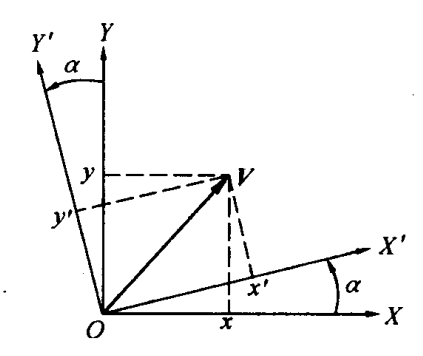 Y' α Y
y V
y'
X'
x' α
O x X